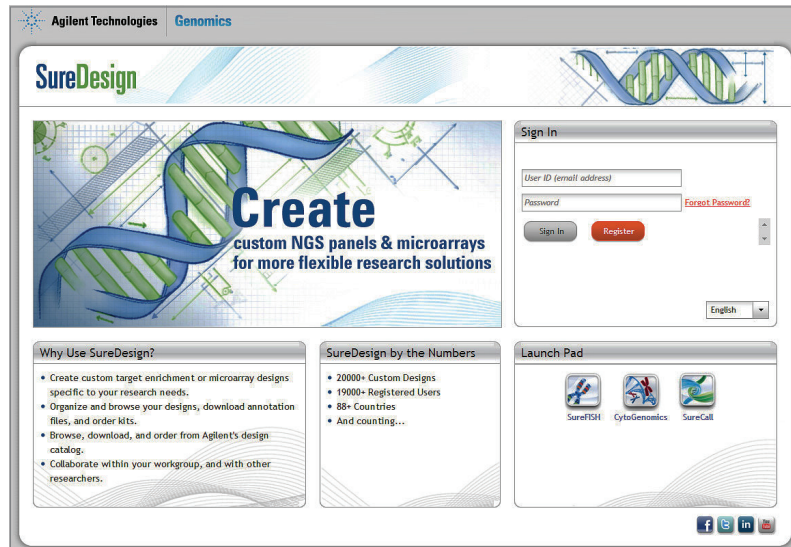 Agilent Technologies
Genomics
SureDesign
Create
custom NGS panels & microarrays
for more flexible research solutions
Sign In
User ID (email address)
Password
Forgot Password?
Sign In
Register
English
Why Use SureDesign?
• Create custom target enrichment or microarray designs
specific to your research needs.
• Organize and browse your designs, download annotation
files, and order kits.
• Browse, download, and order from Agilent's design
catalog.
• Collaborate within your workgroup, and with other
researchers.
SureDesign by the Numbers
• 20000+ Custom Designs
• 19000+ Registered Users
• 88+ Countries
• And counting...
Launch Pad
SureFISH
CytoGenomics
SureCall
f
t
in